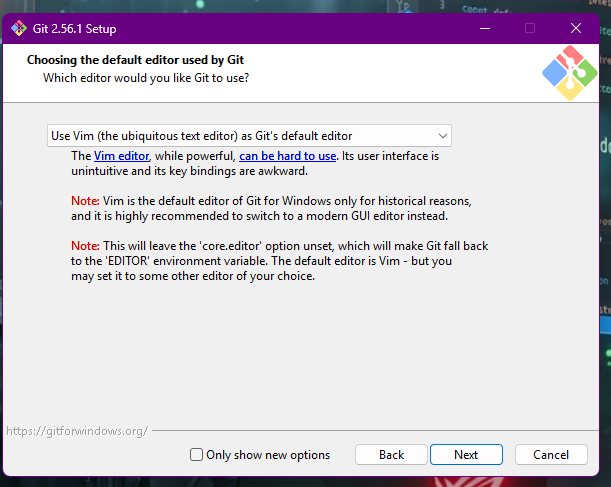 Git 2.56.1 Setup
Choosing the default editor used by Git
Which editor would you like Git to use?
Use Vim (the ubiquitous text editor) as Git's default editor
The Vim editor, while powerful, can be hard to use. Its user interface is
unintuitive and its key bindings are awkward.
Note: Vim is the default editor of Git for Windows only for historical reasons,
and it is highly recommended to switch to a modern GUI editor instead.
Note: This will leave the 'core.editor' option unset, which will make Git fall back
to the 'EDITOR' environment variable. The default editor is Vim - but you
may set it to some other editor of your choice.
https://gitforwindows.org/
Only show new options
Back
Next
Cancel